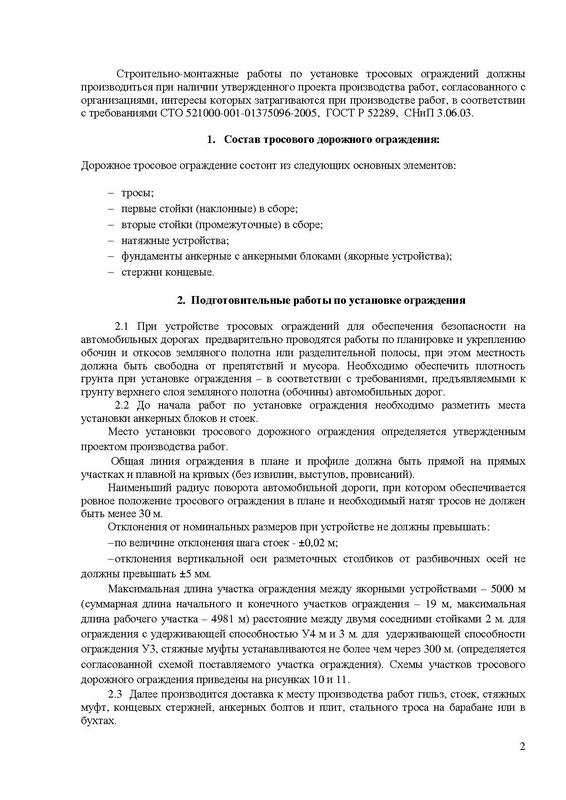 Строительно-монтажные работы по установке тросовых ограждений должны
производиться при наличии утвержденного проекта производства работ, согласованного с
организациями, интересы которых затрагиваются при производстве работ, в соответствии
с требованиями СТО 521000-001-01375096-2005, ГОСТ Р 52289, СНиП 3.06.03.
1. Состав тросового дорожного ограждения:
Дорожное тросовое ограждение состоит из следующих основных элементов:
– тросы;
– первые стойки (наклонные) в сборе;
– вторые стойки (промежуточные) в сборе;
– натяжные устройства;
– фундаменты анкерные с анкерными блоками (якорные устройства);
– стержни концевые.
2. Подготовительные работы по установке ограждения
2.1 При устройстве тросовых ограждений для обеспечения безопасности на
автомобильных дорогах предварительно проводятся работы по планировке и укреплению
обочин и откосов земляного полотна или разделительной полосы, при этом местность
должна быть свободна от препятствий и мусора. Необходимо обеспечить плотность
грунта при установке ограждения – в соответствии с требованиями, предъявляемыми к
грунту верхнего слоя земляного полотна (обочины) автомобильных дорог.
2.2 До начала работ по установке ограждения необходимо разметить места
установки анкерных блоков и стоек.
Место установки тросового дорожного ограждения определяется утвержденным
проектом производства работ.
Общая линия ограждения в плане и профиле должна быть прямой на прямых
участках и плавной на кривых (без извилин, выступов, провисаний).
Наименьший радиус поворота автомобильной дороги, при котором обеспечивается
ровное положение тросового ограждения в плане и необходимый натяг тросов не должен
быть менее 30 м.
Отклонения от номинальных размеров при устройстве не должны превышать:
–по величине отклонения шага стоек - ±0,02 м;
–отклонения вертикальной оси разметочных столбиков от разбивочных осей не
должны превышать ±5 мм.
Максимальная длина участка ограждения между якорными устройствами – 5000 м
(суммарная длина начального и конечного участков ограждения – 19 м, максимальная
длина рабочего участка – 4981 м) расстояние между двумя соседними стойками 2 м. для
ограждения с удерживающей способностью У4 м и 3 м. для удерживающей способности
ограждения У3, стяжные муфты устанавливаются не более чем через 300 м. (определяется
согласованной схемой поставляемого участка ограждения). Схемы участков тросового
дорожного ограждения приведены на рисунках 10 и 11.
2.3 Далее производится доставка к месту производства работ гильз, стоек, стяжных
муфт, концевых стержней, анкерных болтов и плит, стального троса на барабане или в
бухтах.
2